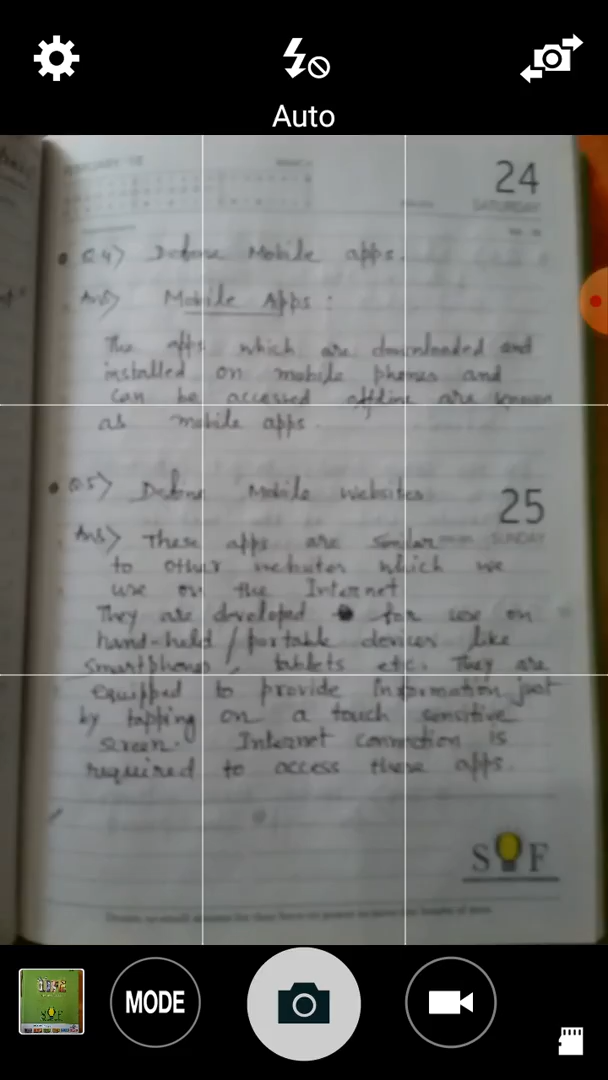 Auto
24
SATURDAY
Q.4) Define Mobile apps.
Ans) Mobile Apps :
The apps which are downloaded and
installed on mobile phones and
can be accessed offline are known
as mobile apps.
Q.5) Define Mobile Websites
25
SUNDAY
Ans) These apps are similar
to other websites which we
use on the Internet
They are developed for use on
hand-held / portable devices like
smartphones, tablets etc. They are
equipped to provide information just
by tapping on a touch sensitive
screen. Internet connection is
required to access these apps.
S F
MODE